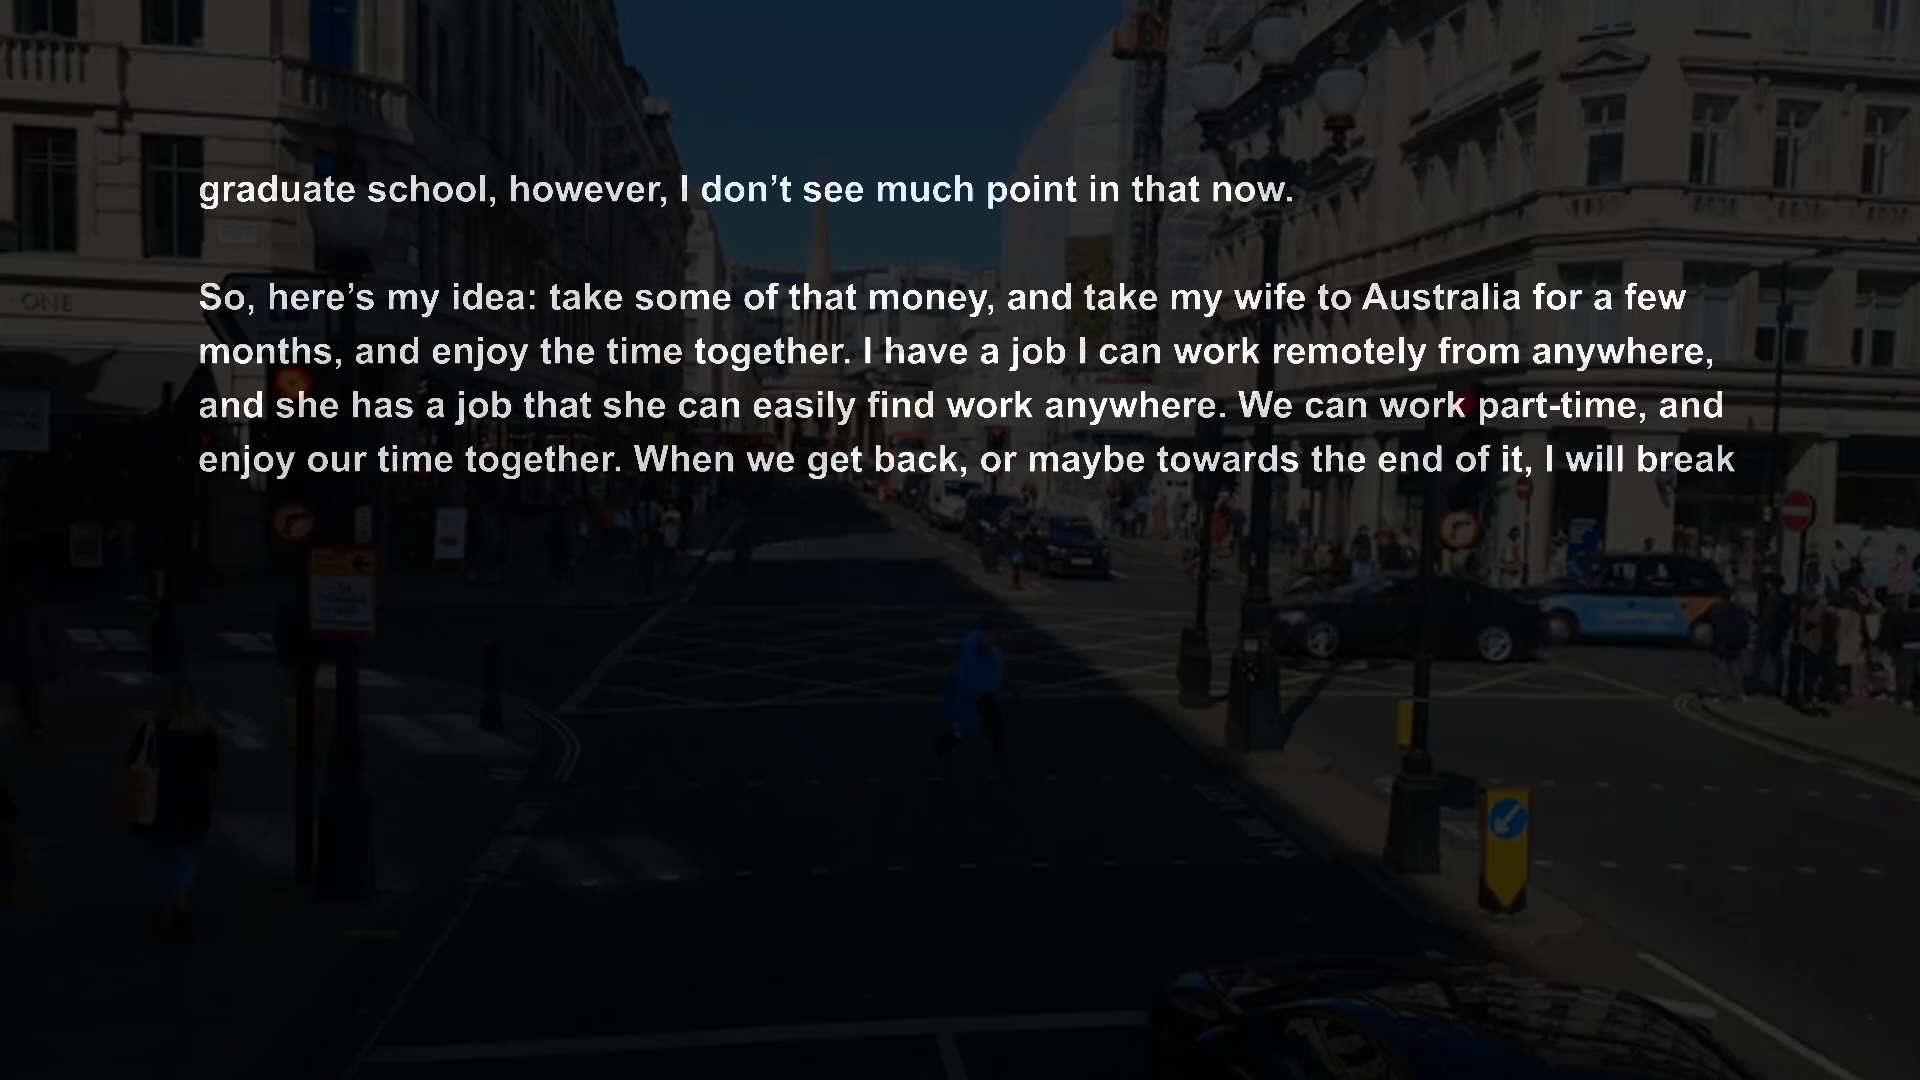 graduate school, however, I don’t see much point in that now.
So, here’s my idea: take some of that money, and take my wife to Australia for a few
months, and enjoy the time together. I have a job I can work remotely from anywhere,
and she has a job that she can easily find work anywhere. We can work part-time, and
enjoy our time together. When we get back, or maybe towards the end of it, I will break
ONE